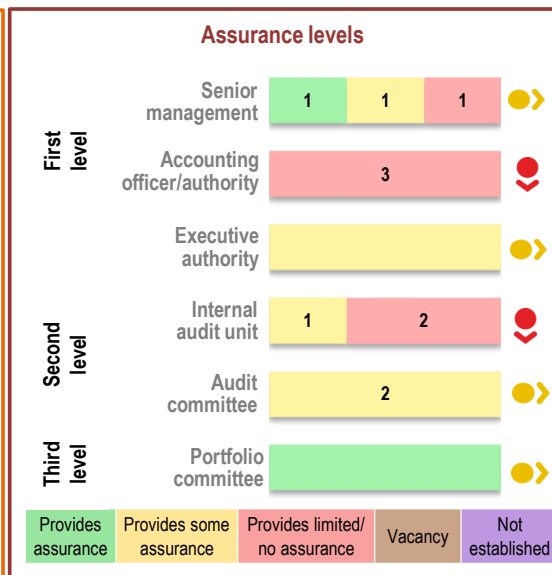 Assurance levels
First
level
Senior
management
1 1 1
Accounting
officer/authority
3
Executive
authority
Second
level
Internal
audit unit
1 2
Audit
committee
2
Third
level
Portfolio
committee
Provides
assurance
Provides some
assurance
Provides limited/
no assurance
Vacancy
Not
established